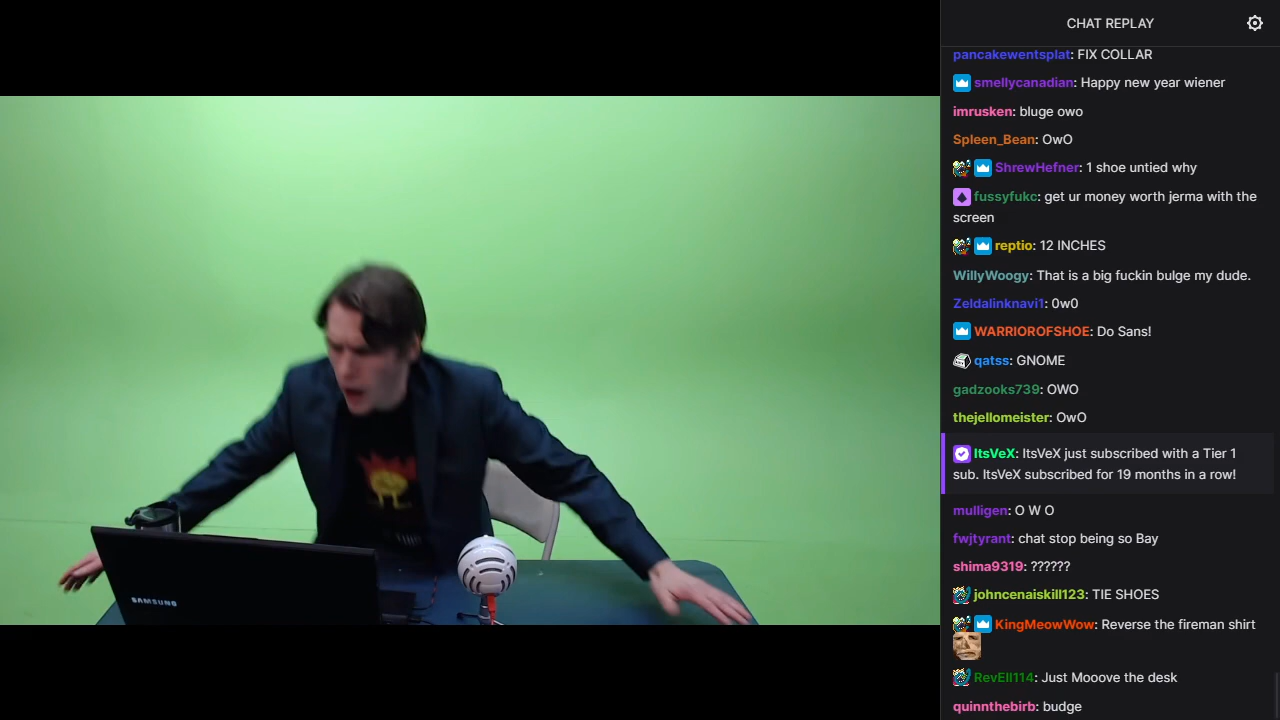 CHAT REPLAY
pancakewentsplat: FIX COLLAR
smellycanadian: Happy new year wiener
imrusken: bluge owo
Spleen_Bean: OwO
ShrewHefner: 1 shoe untied why
fussyfukc: get ur money worth jerma with the
screen
reptio: 12 INCHES
WillyWoogy: That is a big fuckin bulge my dude.
Zeldalinknavi1: 0w0
WARRIOROFSHOE: Do Sans!
qatss: GNOME
gadzooks739: OWO
thejellomeister: OwO
ItsVeX: ItsVeX just subscribed with a Tier 1
sub. ItsVeX subscribed for 19 months in a row!
mulligen: O W O
fwjtyrant: chat stop being so Bay
shima9319: ??????
johncenaiskill123: TIE SHOES
KingMeowWow: Reverse the fireman shirt
RevEll114: Just Mooove the desk
quinnthebirb: budge
SAMSUNG